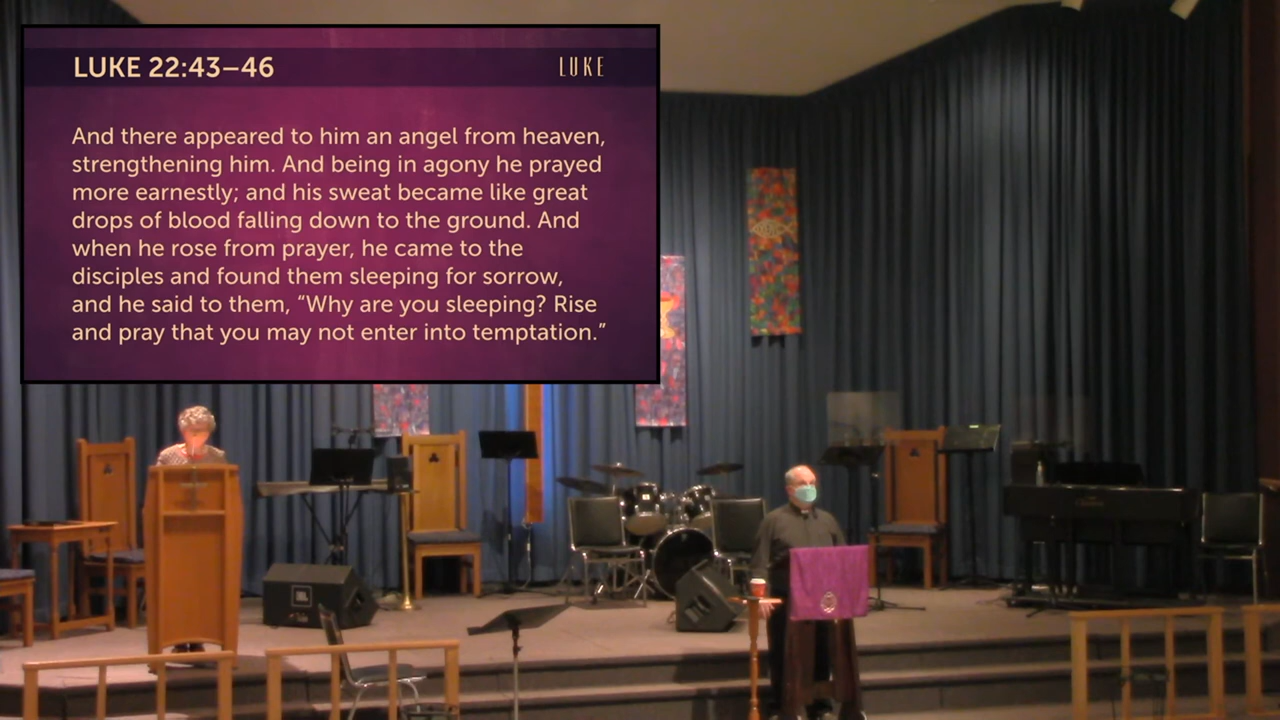 LUKE 22:43–46
LUKE
And there appeared to him an angel from heaven,
strengthening him. And being in agony he prayed
more earnestly; and his sweat became like great
drops of blood falling down to the ground. And
when he rose from prayer, he came to the
disciples and found them sleeping for sorrow,
and he said to them, “Why are you sleeping? Rise
and pray that you may not enter into temptation.”
JBL